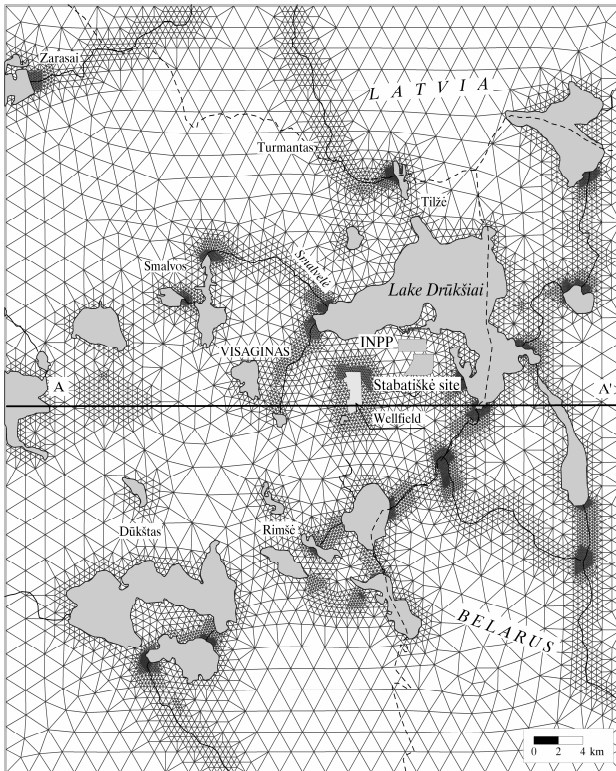 Zarasai
LATVIA
Turmantas
Tilžė
Smalvelė
Smalvos
Lake Drūkšiai
INPP
VISAGINAS
Stabatiškė site
A
A'
Wellfield
Dūkštas
Rimšė
BELARUS
0 2 4 km